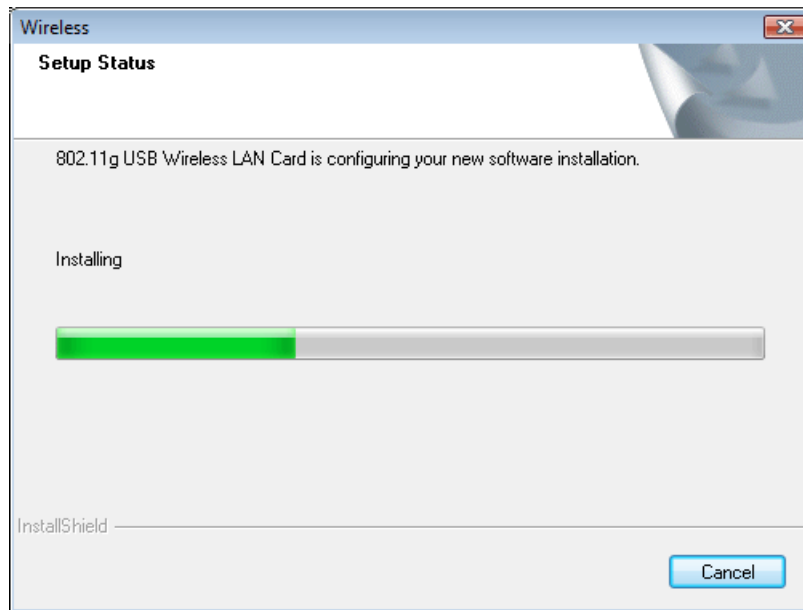 Wireless
Setup Status
802.11g USB Wireless LAN Card is configuring your new software installation.
Installing
InstallShield
Cancel